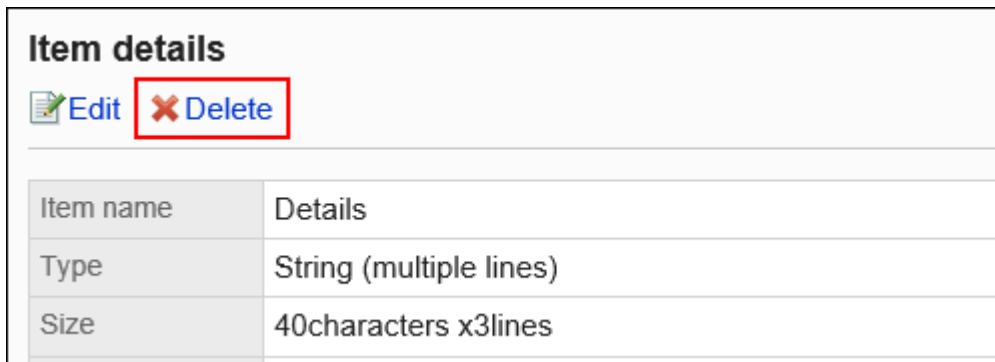 Item details
Edit Delete
Item name Details
Type String (multiple lines)
Size 40characters x3lines